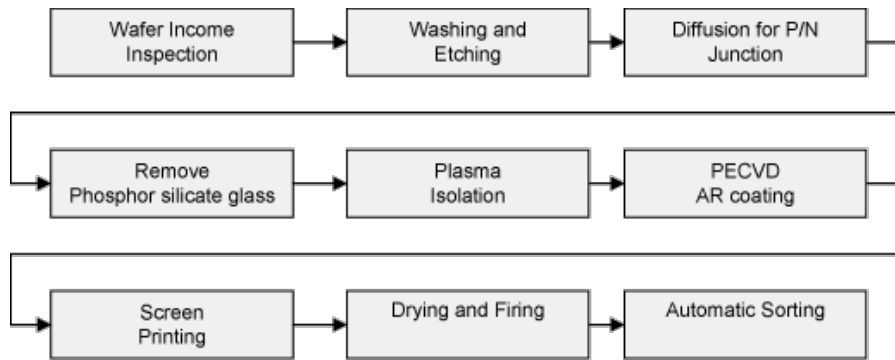 Wafer Income
Inspection
Washing and
Etching
Diffusion for P/N
Junction
Remove
Phosphor silicate glass
Plasma
Isolation
PECVD
AR coating
Screen
Printing
Drying and Firing
Automatic Sorting